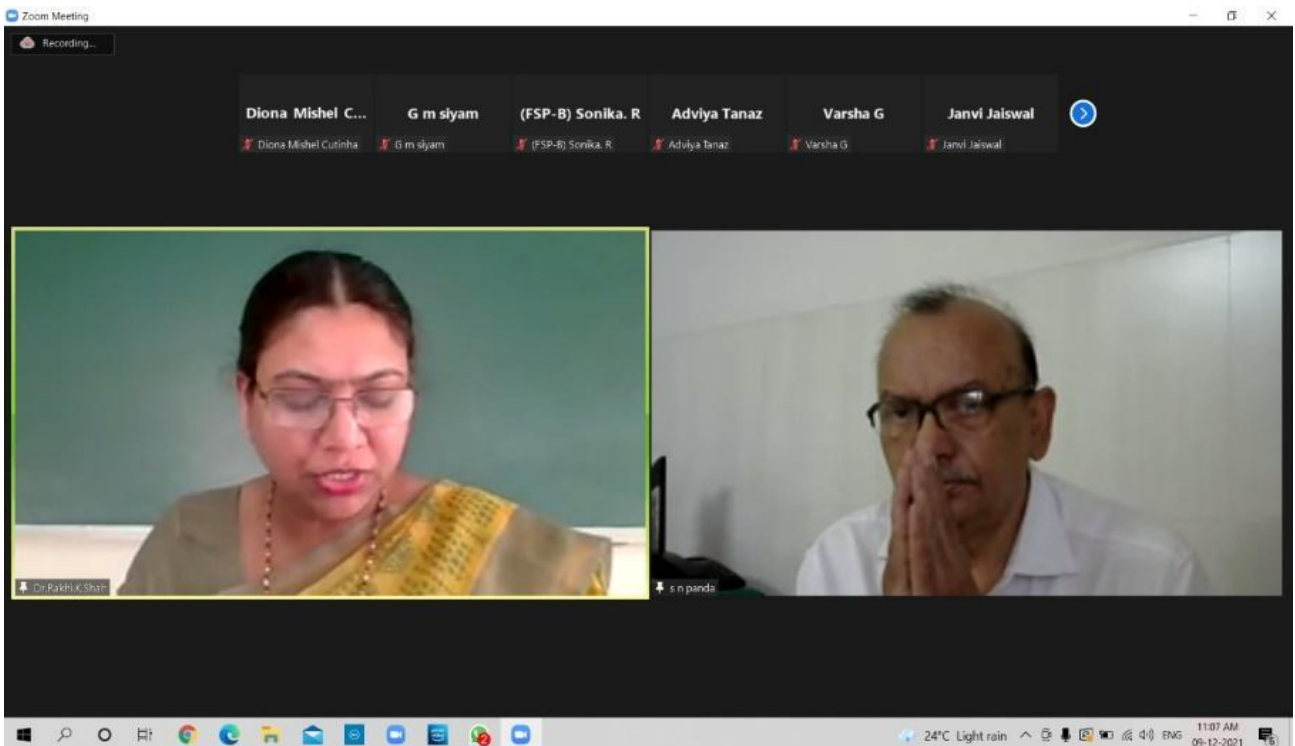 Zoom Meeting
Recording...
Diona Mishel C... G m siyam (FSP-B) Sonika. R Adviya Tanaz Varsha G Janvi Jaiswal
Diona Mishel Cutinha G m siyam (FSP-B) Sonika. R Adviya Tanaz Varsha G Janvi Jaiswal
Dr.Rakhi.K.Shah s n panda
24°C Light rain ENG 11:07 AM
09-12-2021